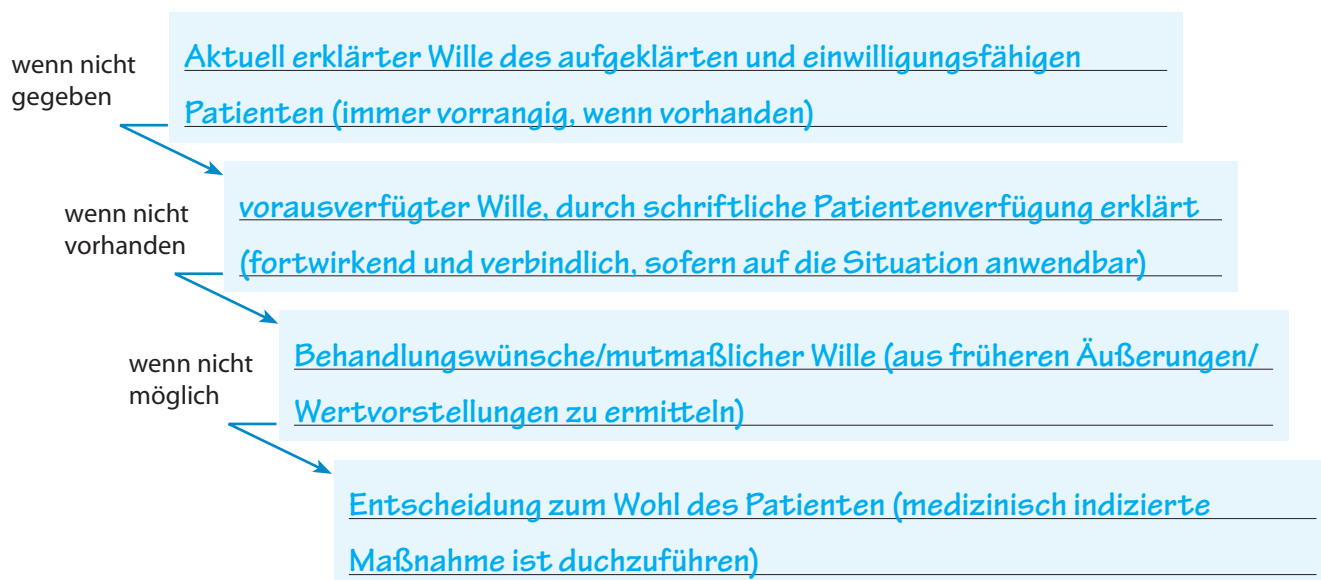 wenn nicht
gegeben
Aktuell erklärter Wille des aufgeklärten und einwilligungsfähigen
Patienten (immer vorrangig, wenn vorhanden)
wenn nicht
vorhanden
vorausverfügter Wille, durch schriftliche Patientenverfügung erklärt
(fortwirkend und verbindlich, sofern auf die Situation anwendbar)
wenn nicht
möglich
Behandlungswünsche/mutmaßlicher Wille (aus früheren Äußerungen/
Wertvorstellungen zu ermitteln)
Entscheidung zum Wohl des Patienten (medizinisch indizierte
Maßnahme ist duchzuführen)